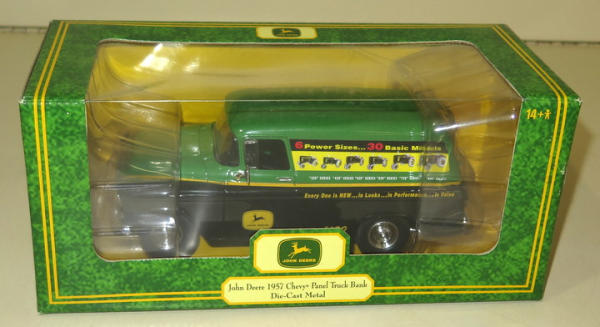 14+
6 Power Sizes...30 Basic Models
Every One is NEW...in Looks...in Performance...in Value
JOHN DEERE
John Deere 1957 Chevy Panel Truck Bank
Die-Cast Metal